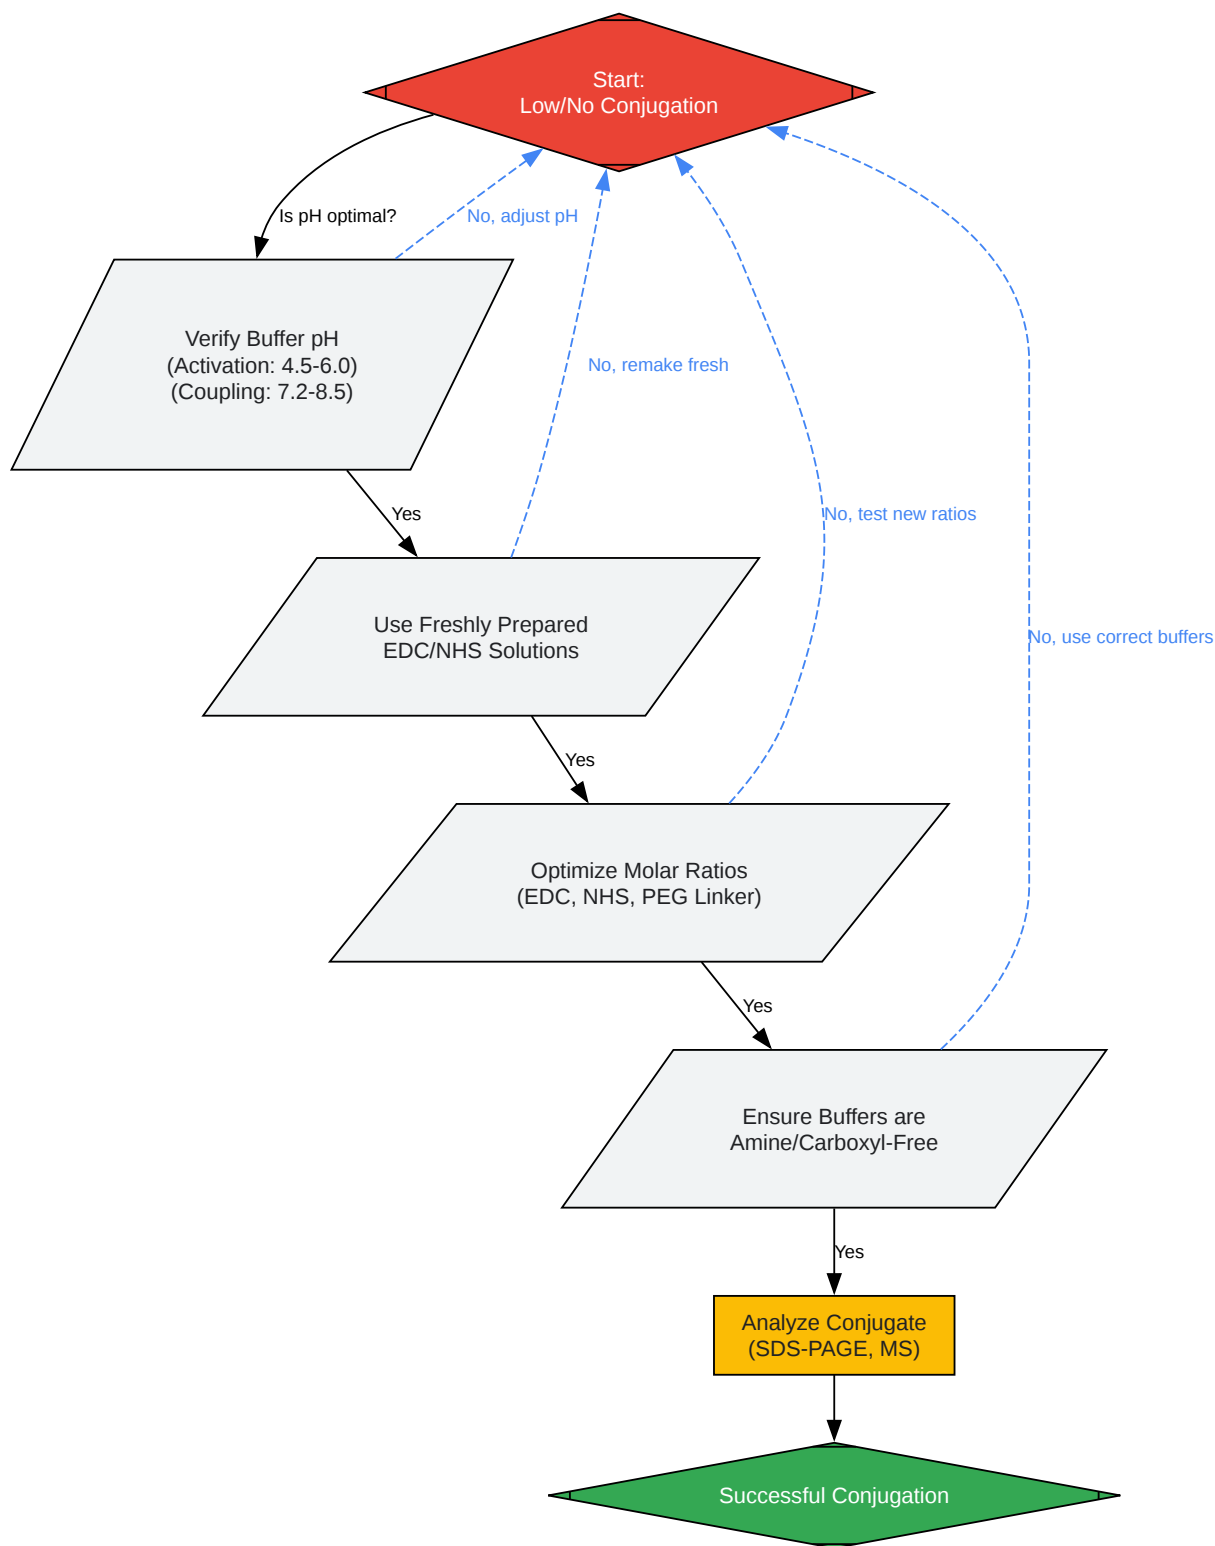 Start:
Low/No Conjugation
Is pH optimal?
No, adjust pH
Verify Buffer pH
(Activation: 4.5-6.0)
(Coupling: 7.2-8.5)
No, remake fresh
Yes
No, test new ratios
Use Freshly Prepared
EDC/NHS Solutions
No, use correct buffers
Yes
Optimize Molar Ratios
(EDC, NHS, PEG Linker)
Yes
Ensure Buffers are
Amine/Carboxyl-Free
Yes
Analyze Conjugate
(SDS-PAGE, MS)
Successful Conjugation